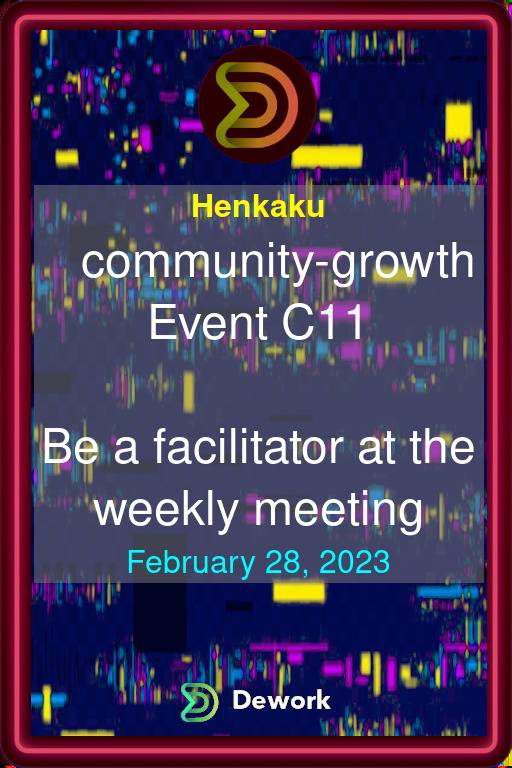 Henkaku
community-growth
Event C11
Be a facilitator at the
weekly meeting
February 28, 2023
Dework